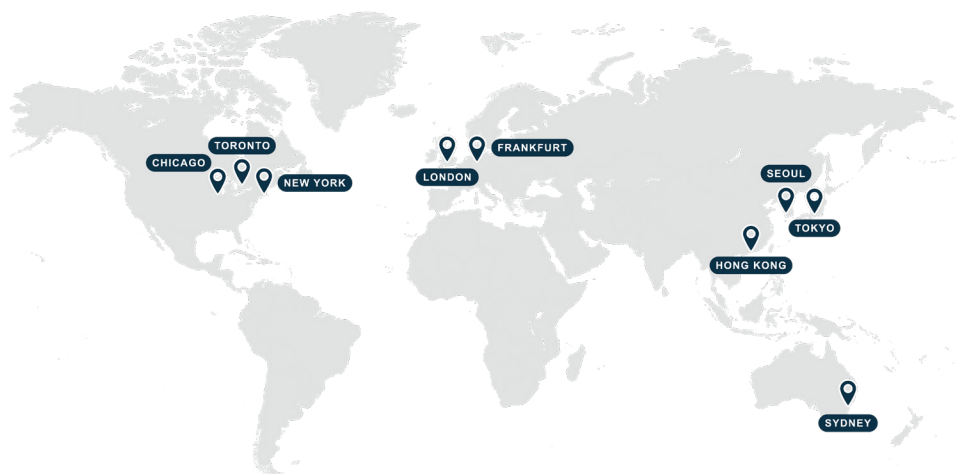 TORONTO
CHICAGO
NEW YORK
LONDON
FRANKFURT
SEOUL
TOKYO
HONG KONG
SYDNEY